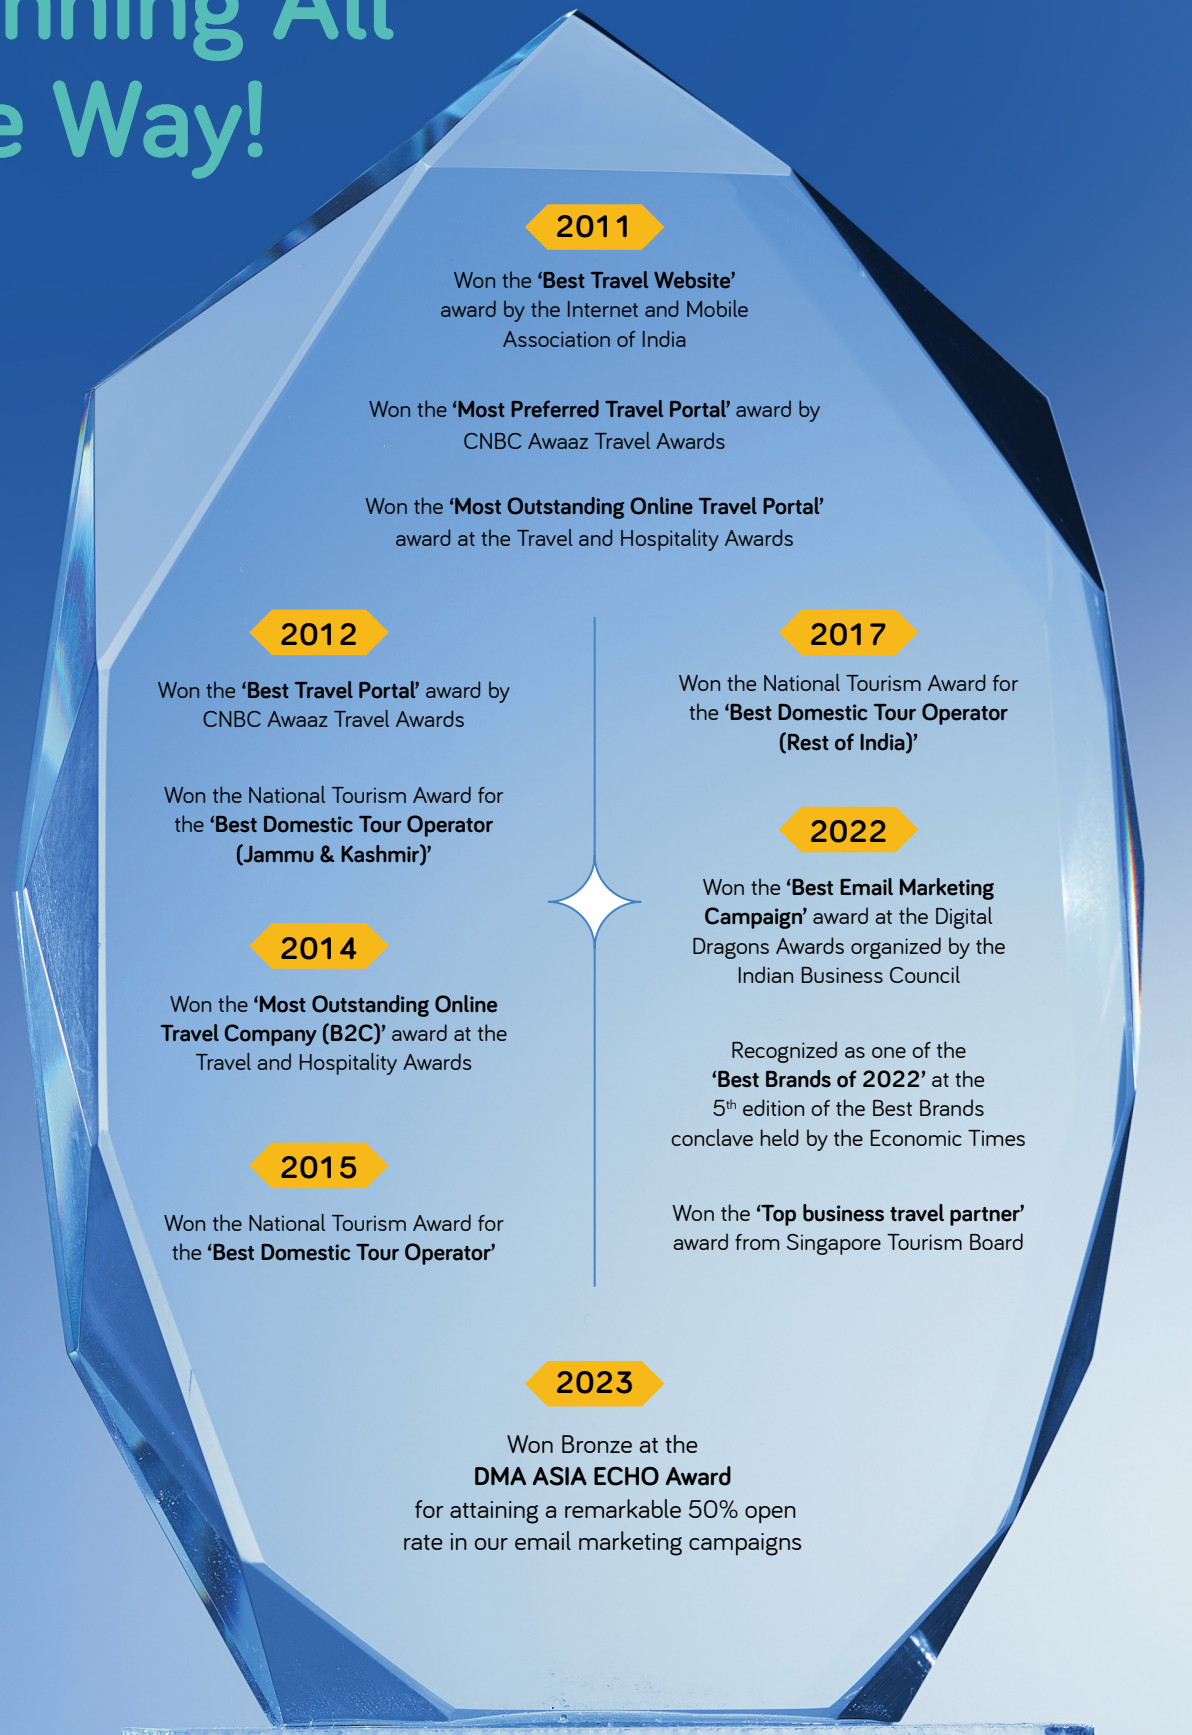 All
Way!
2011
Won the ‘Best Travel Website’
award by the Internet and Mobile
Association of India
Won the ‘Most Preferred Travel Portal’ award by
CNBC Awaaz Travel Awards
Won the ‘Most Outstanding Online Travel Portal’
award at the Travel and Hospitality Awards
2012
Won the ‘Best Travel Portal’ award by
CNBC Awaaz Travel Awards
Won the National Tourism Award for
the ‘Best Domestic Tour Operator
(Jammu & Kashmir)’
2014
Won the ‘Most Outstanding Online
Travel Company (B2C)’ award at the
Travel and Hospitality Awards
2015
Won the National Tourism Award for
the ‘Best Domestic Tour Operator’
2017
Won the National Tourism Award for
the ‘Best Domestic Tour Operator
(Rest of India)’
2022
Won the ‘Best Email Marketing
Campaign’ award at the Digital
Dragons Awards organized by the
Indian Business Council
Recognized as one of the
‘Best Brands of 2022’ at the
5th edition of the Best Brands
conclave held by the Economic Times
Won the ‘Top business travel partner’
award from Singapore Tourism Board
2023
Won Bronze at the
DMA ASIA ECHO Award
for attaining a remarkable 50% open
rate in our email marketing campaigns